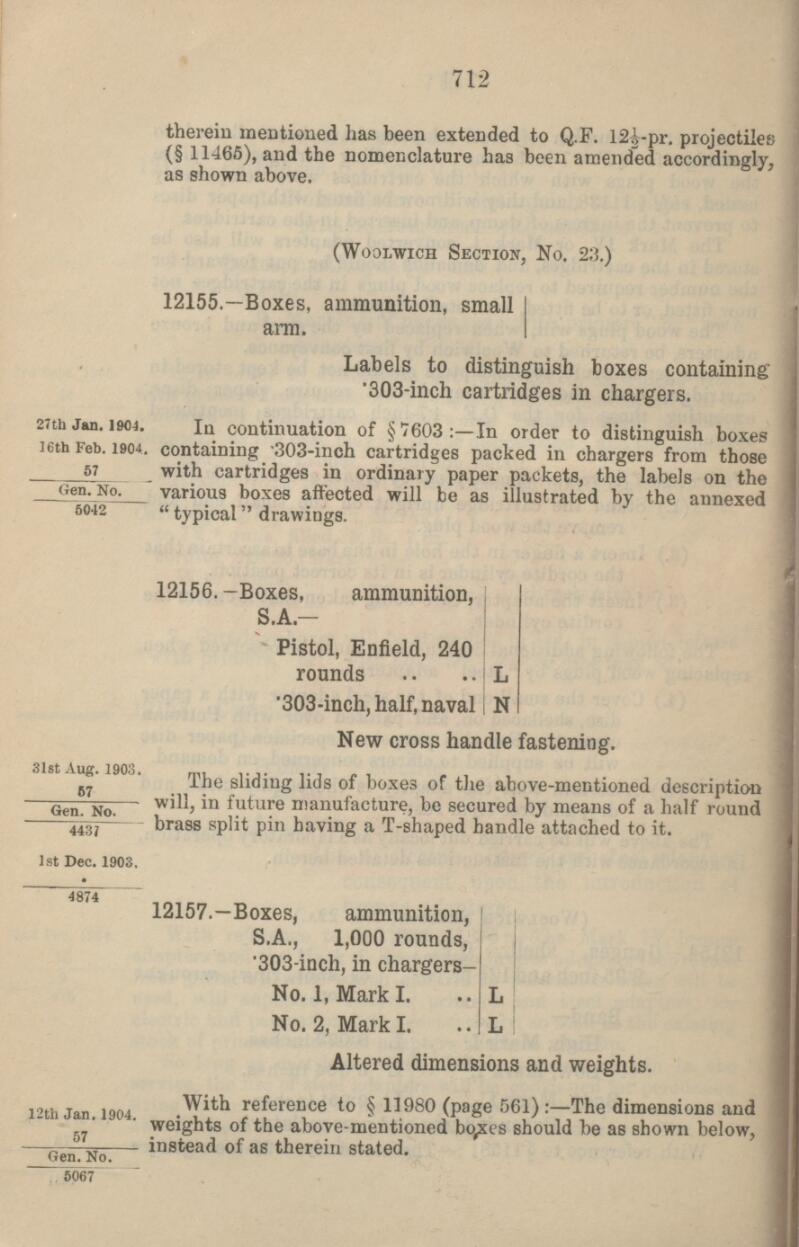 712
therein mentioned has been extended to Q.F. 12½-pr. projectiles
(§ 11465), and the nomenclature has been amended accordingly,
as shown above.
(WOOLWICH SECTION, No. 23.)
12155.—Boxes, ammunition, small
arm.
Labels to distinguish boxes containing
·303-inch cartridges in chargers.
27th Jan. 1904.
16th Feb. 1904.
57
Gen. No.
5042
In continuation of § 7603 :—In order to distinguish boxes
containing ·303-inch cartridges packed in chargers from those
with cartridges in ordinary paper packets, the labels on the
various boxes affected will be as illustrated by the annexed
"typical" drawings.
12156.—Boxes, ammunition,
S.A.—
Pistol, Enfield, 240
rounds .. .. L
·303-inch, half, naval N
New cross handle fastening.
31st Aug. 1903.
57
Gen. No.
4437
1st Dec. 1903.
4874
The sliding lids of boxes of the above-mentioned description
will, in future manufacture, be secured by means of a half round
brass split pin having a T-shaped handle attached to it.
12157.—Boxes, ammunition,
S.A., 1,000 rounds,
·303-inch, in chargers—
No. 1, Mark I. .. L
No. 2, Mark I. .. L
Altered dimensions and weights.
12th Jan. 1904.
57
Gen. No.
5067
With reference to § 11980 (page 561) :—The dimensions and
weights of the above-mentioned boxes should be as shown below,
instead of as therein stated.